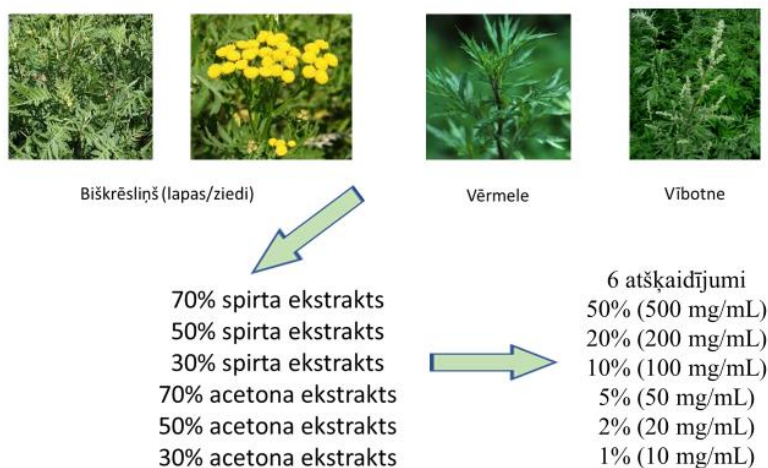 Biškrēsliņš (lapas/ziedi)
Vērmele
Vībotne
70% spirta ekstrakts
50% spirta ekstrakts
30% spirta ekstrakts
70% acetona ekstrakts
50% acetona ekstrakts
30% acetona ekstrakts
6 atšķaidījumi
50% (500 mg/mL)
20% (200 mg/mL)
10% (100 mg/mL)
5% (50 mg/mL)
2% (20 mg/mL)
1% (10 mg/mL)